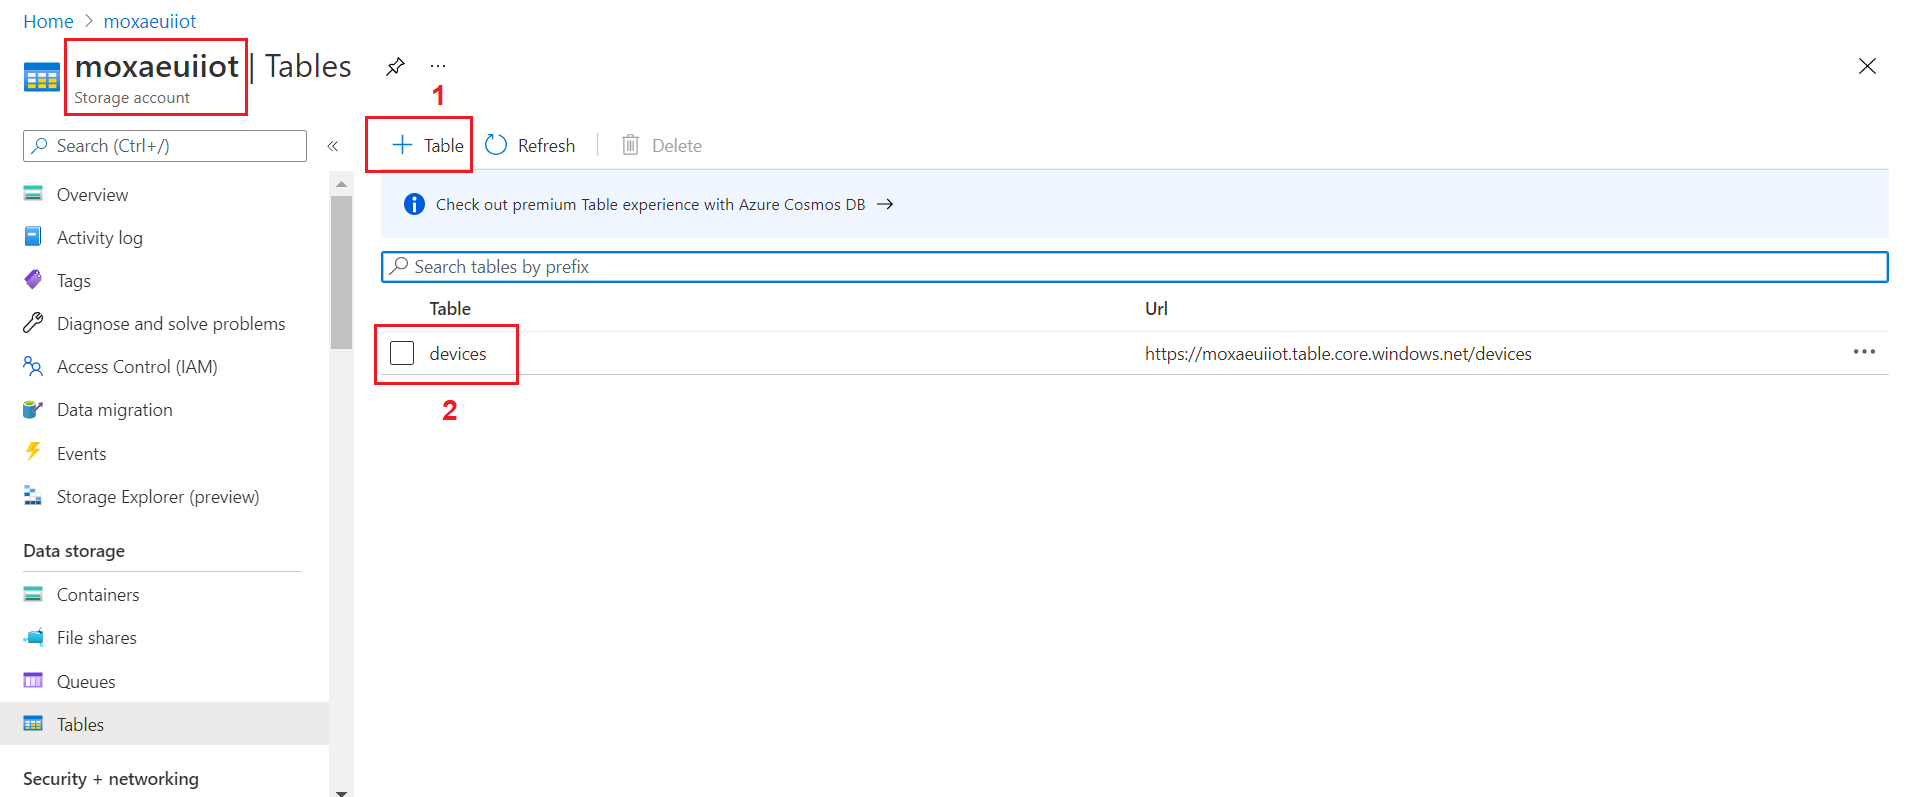 Home > moxaeuiiot
moxaeuiiot | Tables ...
Storage account
1
Search (Ctrl+/) «
+ Table Refresh Delete
Overview
Activity log
Tags
Diagnose and solve problems
Access Control (IAM)
Data migration
Events
Storage Explorer (preview)
Data storage
Containers
File shares
Queues
Tables
Security + networking
Check out premium Table experience with Azure Cosmos DB →
Search tables by prefix
Table Url
devices https://moxaeuiiot.table.core.windows.net/devices ...
2